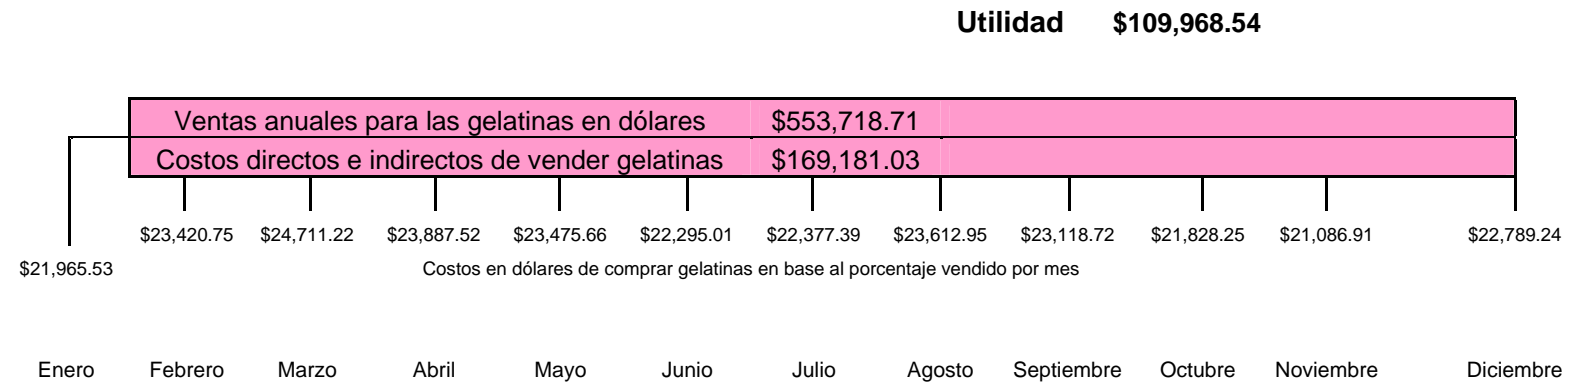 Utilidad $109,968.54
Ventas anuales para las gelatinas en dólares $553,718.71
Costos directos e indirectos de vender gelatinas $169,181.03
$23,420.75 $24,711.22 $23,887.52 $23,475.66 $22,295.01 $22,377.39 $23,612.95 $23,118.72 $21,828.25 $21,086.91 $22,789.24
$21,965.53 Costos en dólares de comprar gelatinas en base al porcentaje vendido por mes
Enero Febrero Marzo Abril Mayo Junio Julio Agosto Septiembre Octubre Noviembre Diciembre